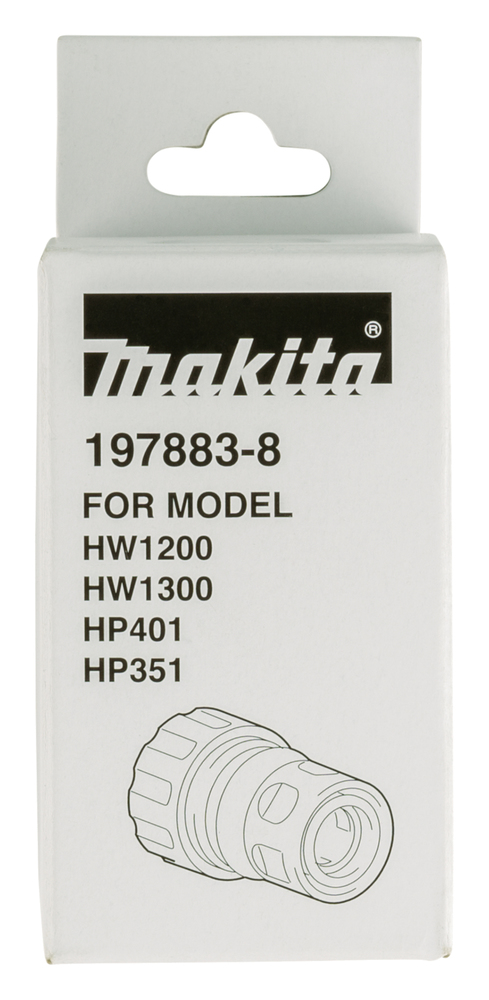 makita®
197883-8
FOR MODEL
HW1200
HW1300
HP401
HP351